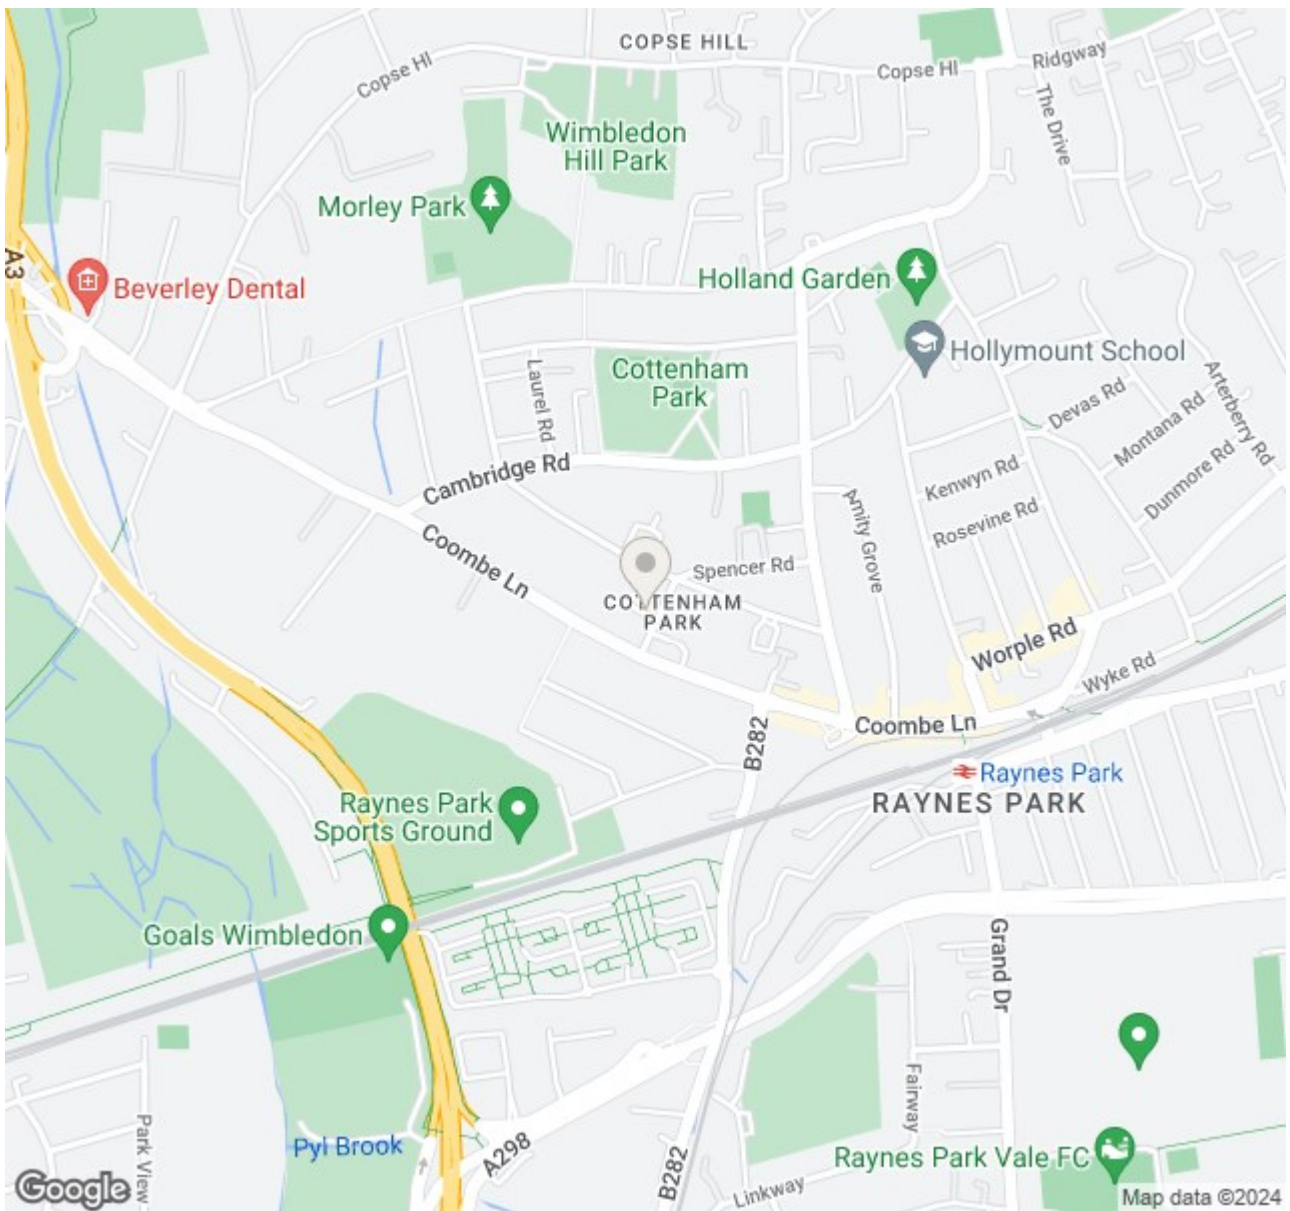 COPSE HILL
Copse Hl
Copse Hl
Ridgway
The Drive
Wimbledon
Hill Park
Morley Park
Holland Garden
A3
Beverley Dental
Hollymount School
Laurel Rd
Cottenham
Park
Devas Rd
Montana Rd
Arterberry Rd
Dunmore Rd
Cambridge Rd
Kenwyn Rd
Rosevine Rd
Amity Grove
Coombe Ln
Spencer Rd
COTTENHAM
PARK
Worple Rd
Wyke Rd
Coombe Ln
B282
Raynes Park
RAYNES PARK
Raynes Park
Sports Ground
Goals Wimbledon
Grand Dr
Fairway
Park View
Pyl Brook
A298
B282
Linkway
Raynes Park Vale FC
Google
Map data ©2024